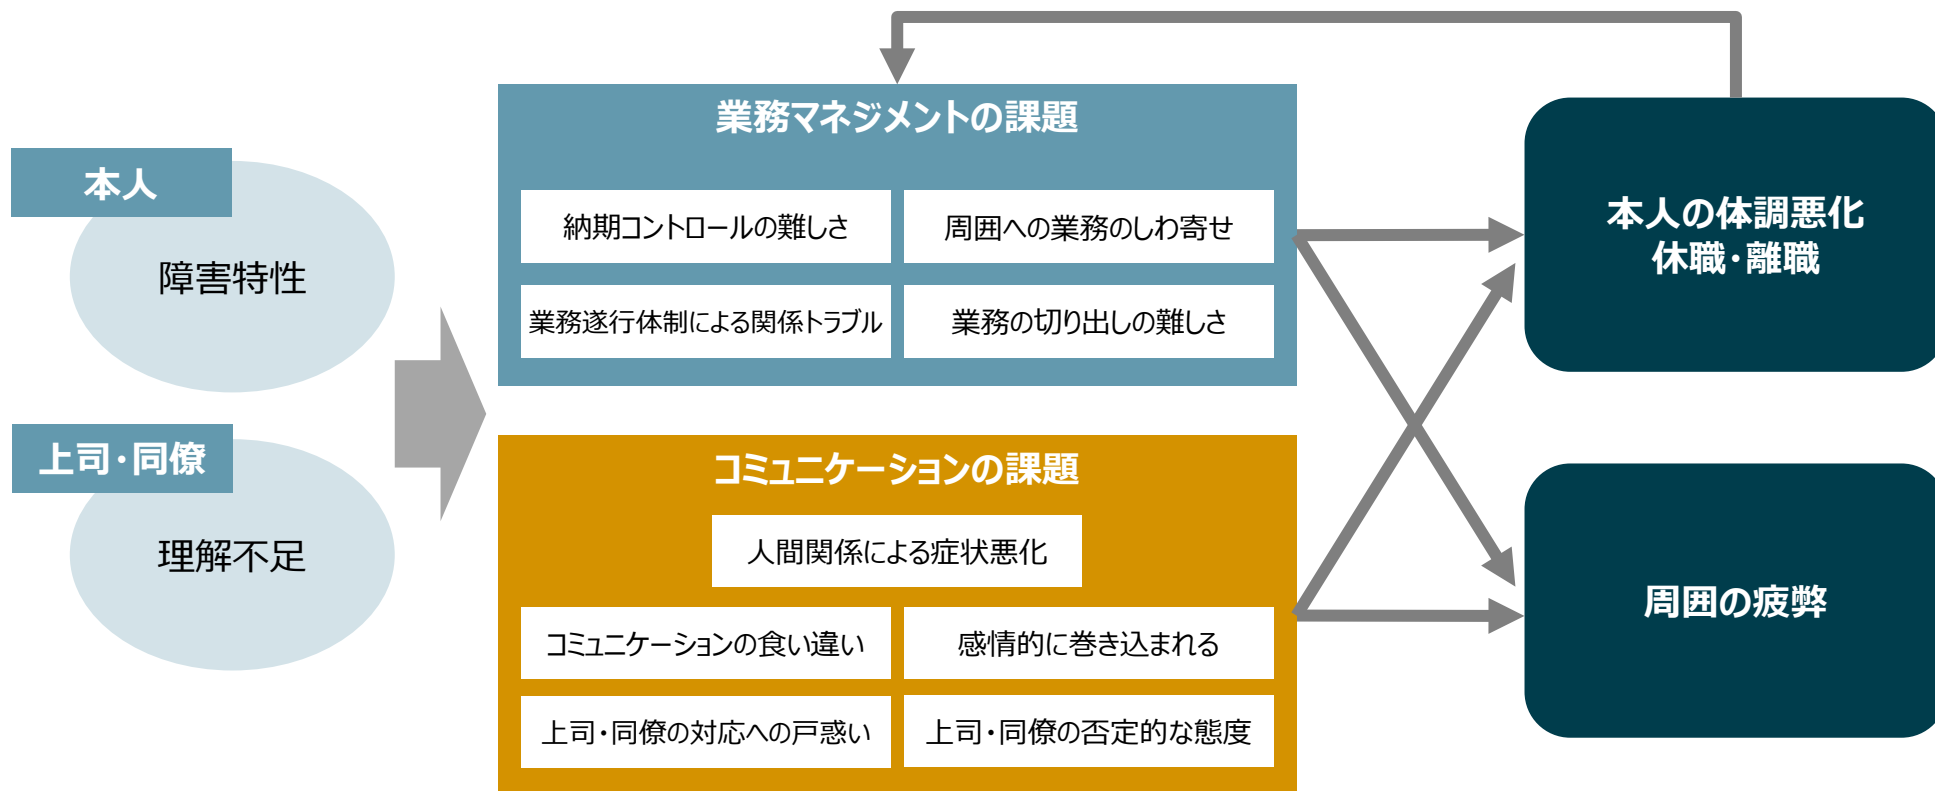 本人
障害特性
上司・同僚
理解不足
業務マネジメントの課題
納期コントロールの難しさ
周囲への業務のしわ寄せ
業務遂行体制による関係トラブル
業務の切り出しの難しさ
コミュニケーションの課題
人間関係による症状悪化
コミュニケーションの食い違い
感情的に巻き込まれる
上司・同僚の対応への戸惑い
上司・同僚の否定的な態度
本人の体調悪化
休職・離職
周囲の疲弊